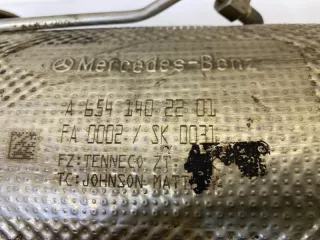 Mercedes-Benz
A 654 140 22 01
FA 0002 / SK 0031
FZ:TENNECO ZT
TC:JOHNSON-MATT